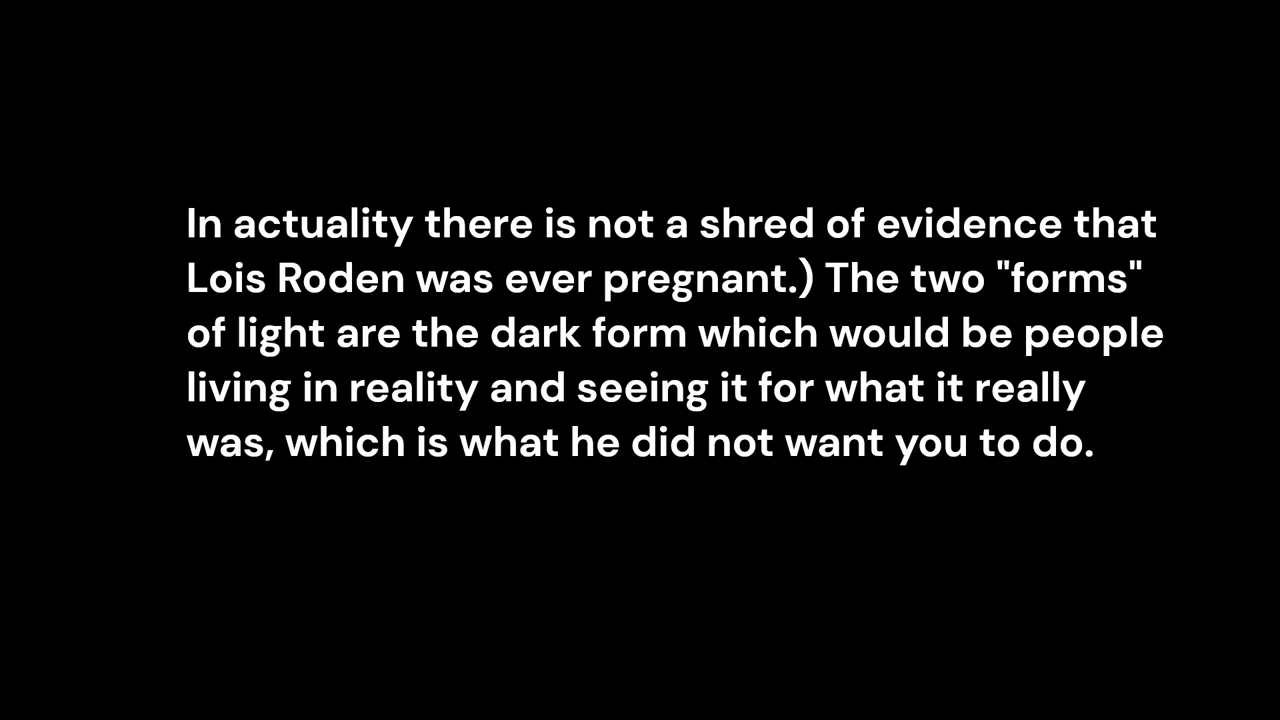 In actuality there is not a shred of evidence that
Lois Roden was ever pregnant.) The two "forms"
of light are the dark form which would be people
living in reality and seeing it for what it really
was, which is what he did not want you to do.